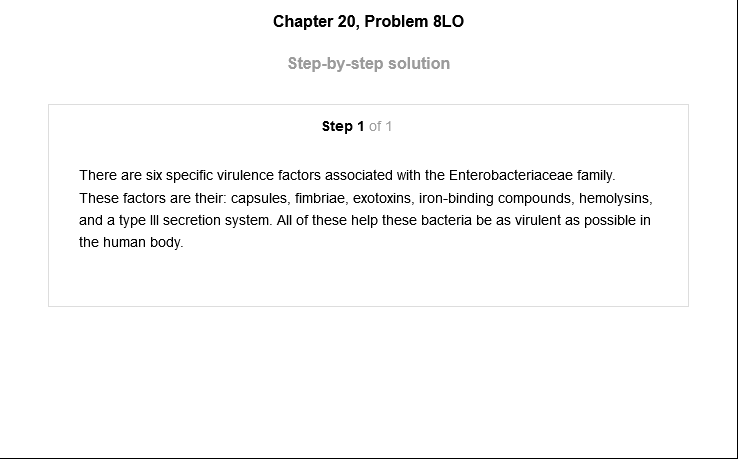 Chapter 20, Problem 8LO
Step-by-step solution
Step 1 of 1
There are six specific virulence factors associated with the Enterobacteriaceae family.
These factors are their: capsules, fimbriae, exotoxins, iron-binding compounds, hemolysins,
and a type III secretion system. All of these help these bacteria be as virulent as possible in
the human body.